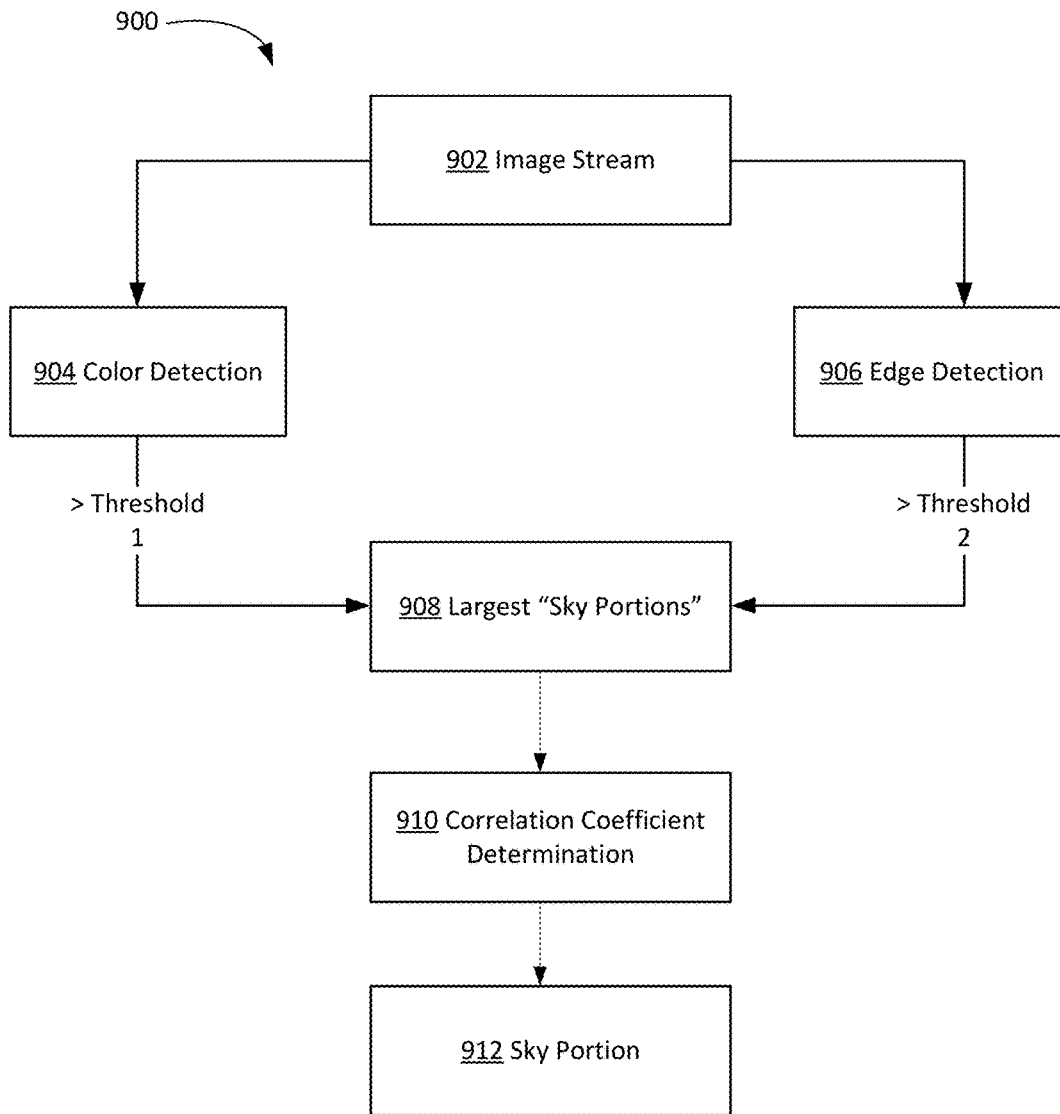 900
902 Image Stream
904 Color Detection
906 Edge Detection
> Threshold
1
> Threshold
2
908 Largest “Sky Portions”
910 Correlation Coefficient
Determination
912 Sky Portion